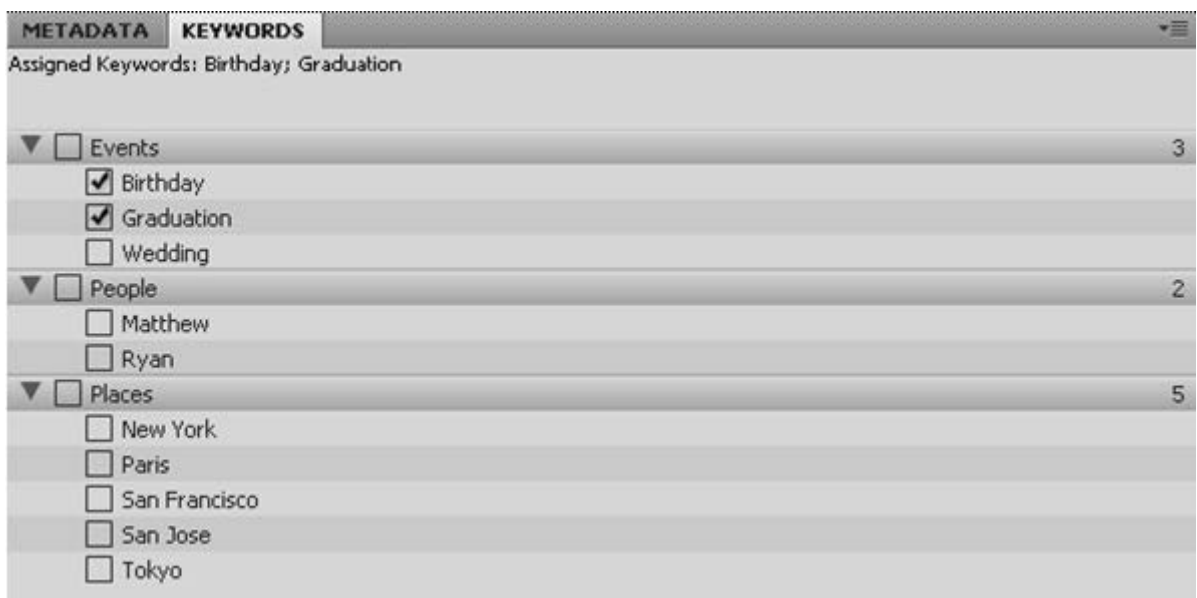 METADATA KEYWORDS
Assigned Keywords: Birthday; Graduation
Events 3
Birthday
Graduation
Wedding
People 2
Matthew
Ryan
Places 5
New York
Paris
San Francisco
San Jose
Tokyo